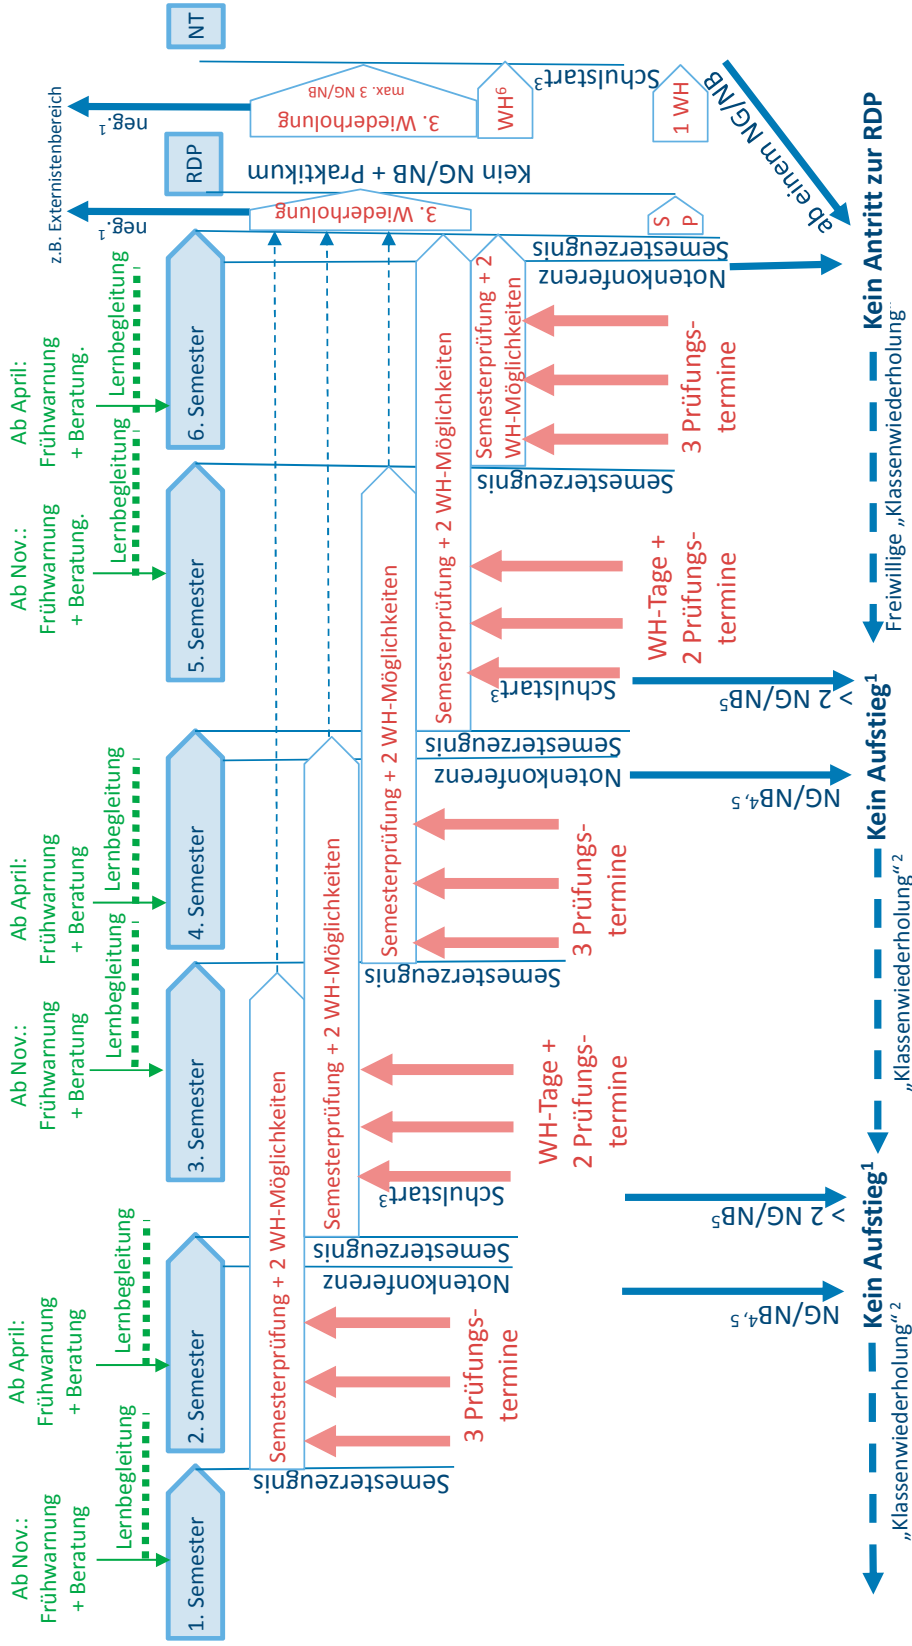 Ab Nov.:
Frühwarnung
+ Beratung
Lernbegleitung
Ab April:
Frühwarnung
+ Beratung
Lernbegleitung
Ab Nov.:
Frühwarnung
+ Beratung
Lernbegleitung
Ab April:
Frühwarnung
+ Beratung
Lernbegleitung
Ab Nov.:
Frühwarnung
+ Beratung.
Lernbegleitung
Ab April:
Frühwarnung
+ Beratung.
Lernbegleitung
z.B. Externistenbereich
neg.¹
neg.¹
1. Semester
2. Semester
3. Semester
4. Semester
5. Semester
6. Semester
RDP
NT
Semesterprüfung + 2 WH-Möglichkeiten
Semesterprüfung + 2 WH-Möglichkeiten
Semesterprüfung + 2 WH-Möglichkeiten
Semesterprüfung + 2 WH-Möglichkeiten
Semesterprüfung + 2
WH-Möglichkeiten
3. Wiederholung
Kein NG/NB + Praktikum
3. Wiederholung
max. 3 NG/NB
WH⁶
Schulstart³
S
P
1 WH
Semesterzeugnis
3 Prüfungs-
termine
Notenkonferenz
Semesterzeugnis
Schulstart³
WH-Tage +
2 Prüfungs-
termine
Semesterzeugnis
3 Prüfungs-
termine
Notenkonferenz
Semesterzeugnis
Schulstart³
WH-Tage +
2 Prüfungs-
termine
Semesterzeugnis
3 Prüfungs-
termine
Notenkonferenz
Semesterzeugnis
NG/NB⁴,⁵
> 2 NG/NB⁵
NG/NB⁴,⁵
> 2 NG/NB⁵
ab einem NG/NB
Kein Aufstieg¹
Kein Aufstieg¹
Kein Antritt zur RDP
„Klassenwiederholung“ ²
„Klassenwiederholung“ ²
Freiwillige „Klassenwiederholung“